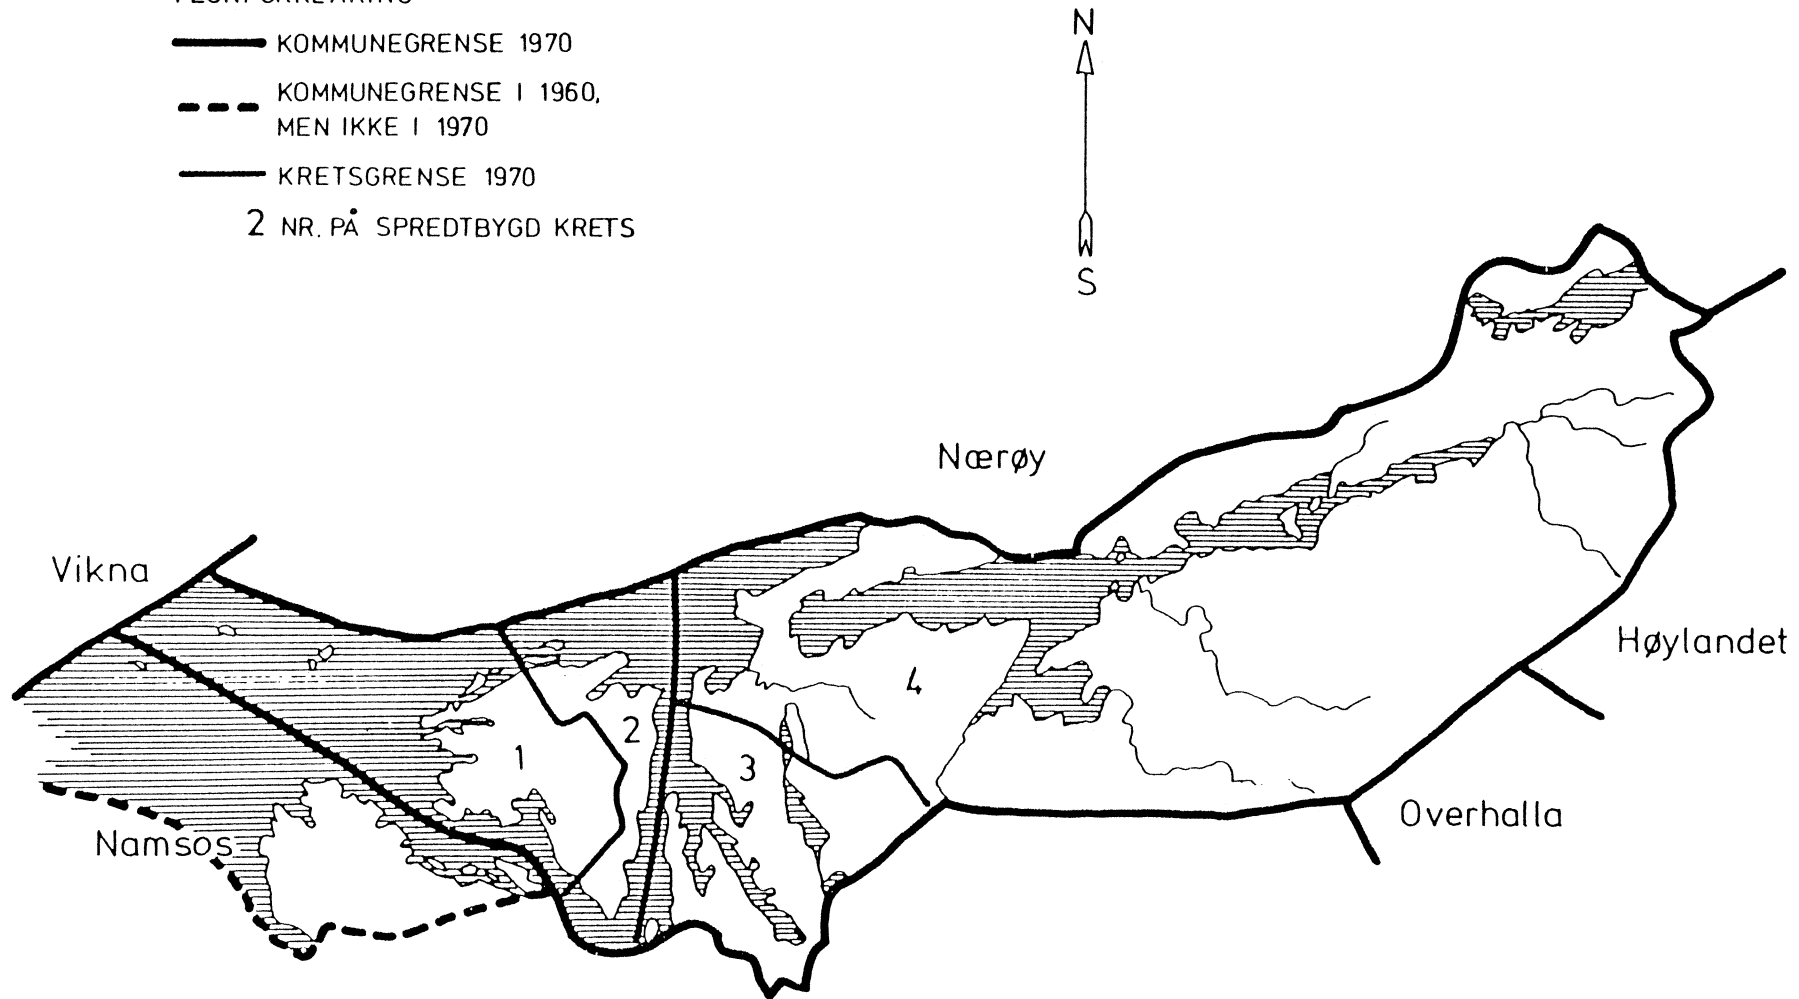 KOMMUNEGRENSE 1970
KOMMUNEGRENSE I 1960,
MEN IKKE I 1970
KRETSGRENSE 1970
2 NR. PÅ SPREDTBYGD KRETS
N
S
Nærøy
Vikna
Høylandet
4
2
1
3
Overhalla
Namsos